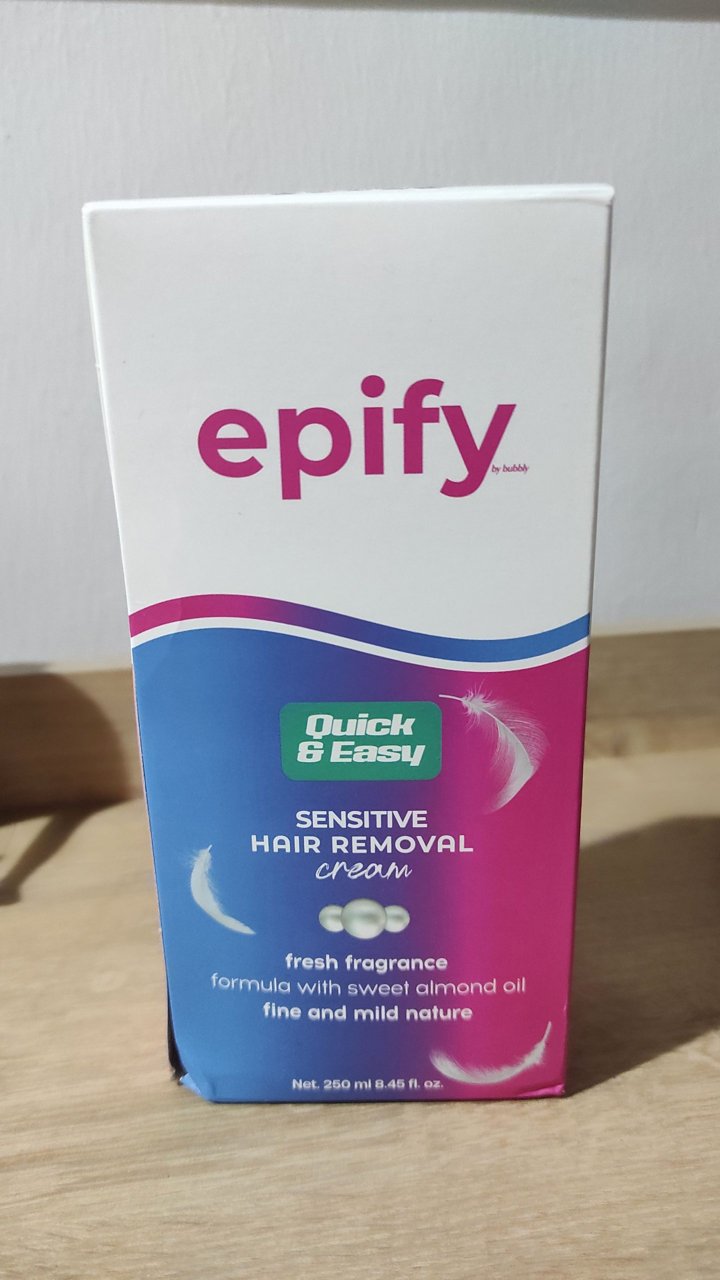 epify
by bubbly
Quick
& Easy
SENSITIVE
HAIR REMOVAL
cream
fresh fragrance
formula with sweet almond oil
fine and mild nature
Net. 250 ml 8.45 fl. oz.